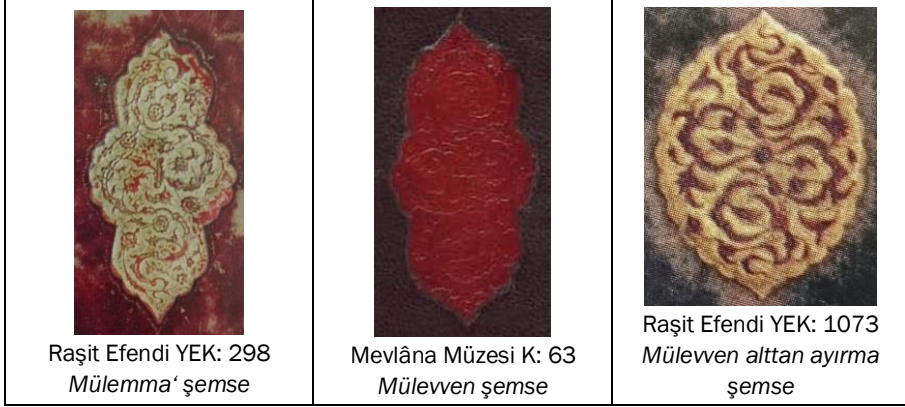 Raşit Efendi YEK: 298
Mülemma‘ şemse
Mevlâna Müzesi K: 63
Mülevven şemse
Raşit Efendi YEK: 1073
Mülevven alttan ayırma
şemse